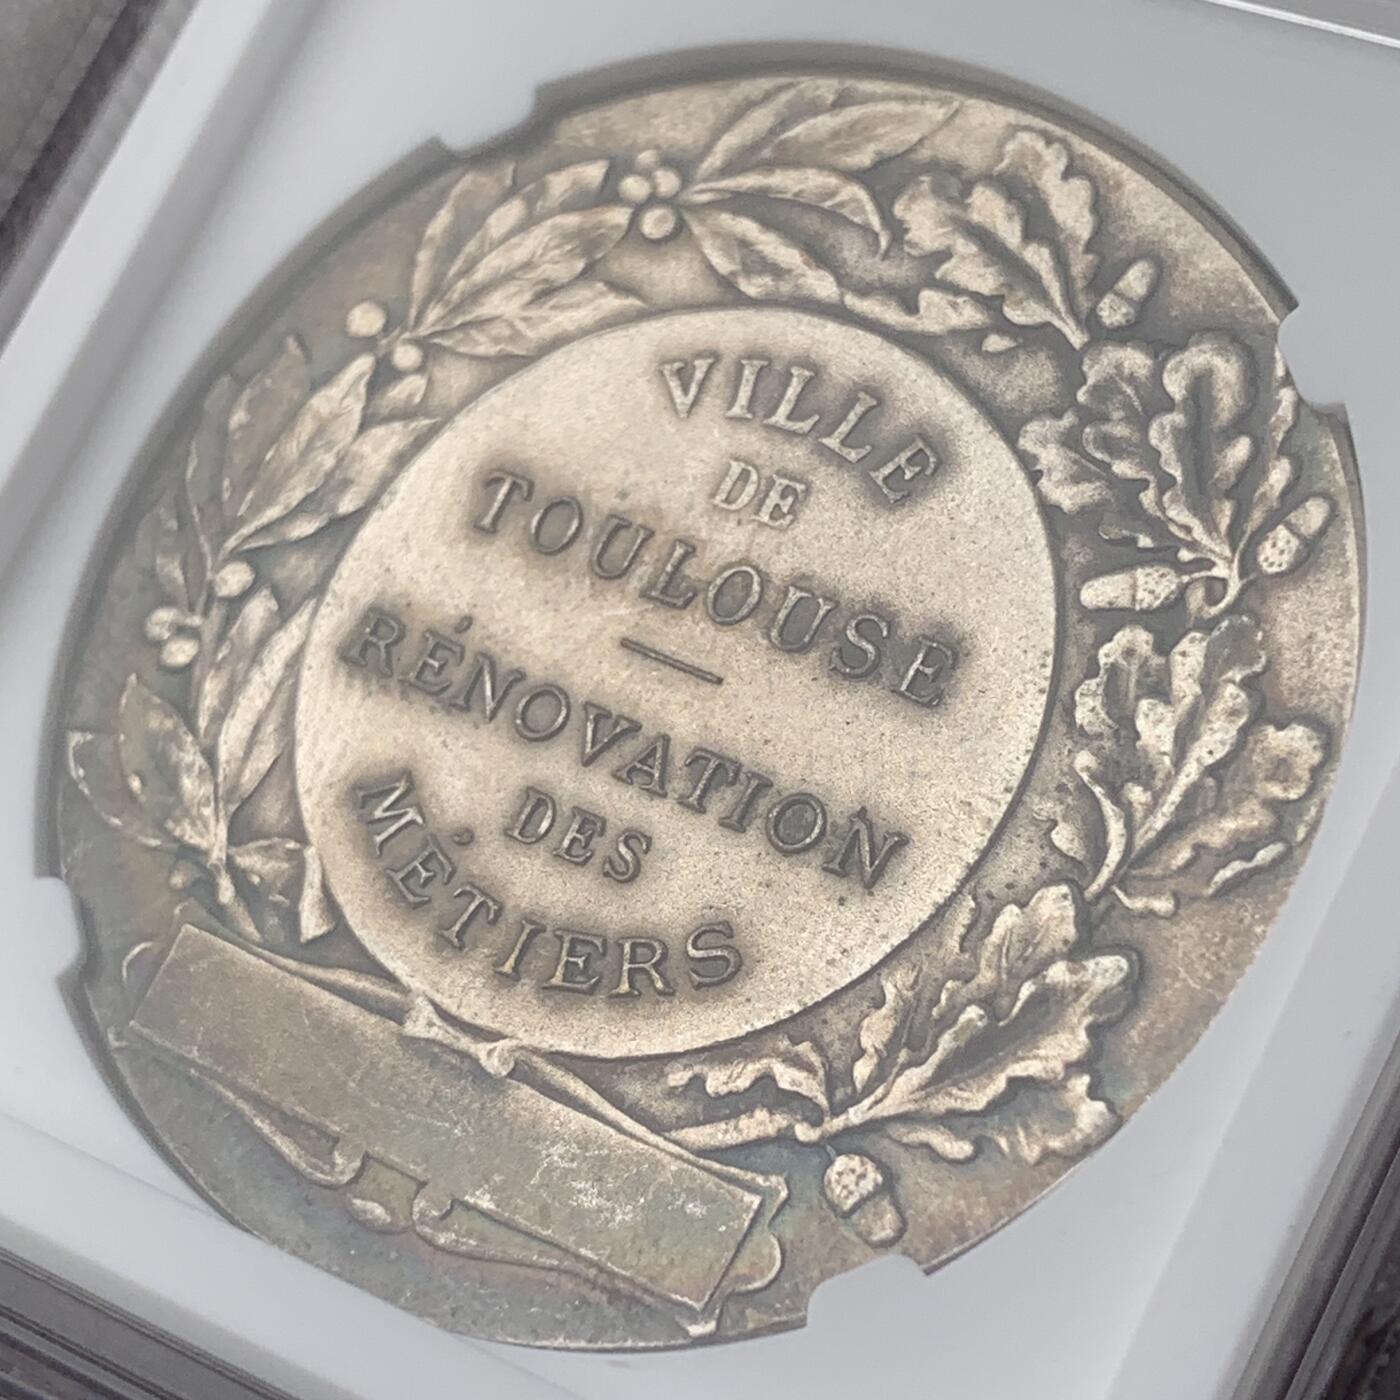 VILLE
DE
TOULOUSE
RÉNOVATION
DES
MÉTIERS